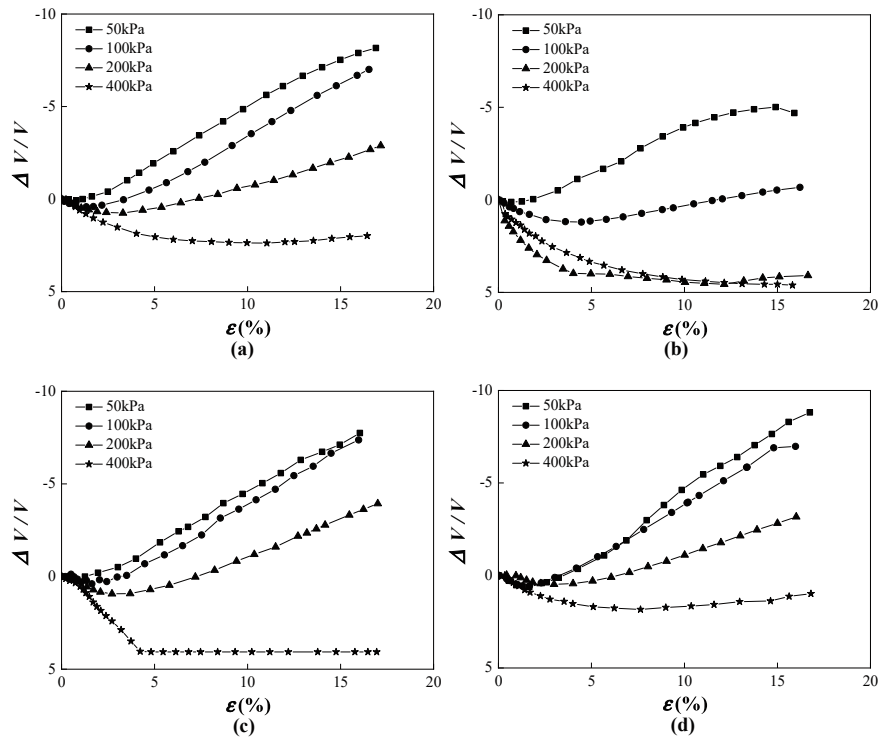 -10
50kPa
100kPa
200kPa
400kPa
-5
0
5
0 5 10 15 20
Δ V / V
ε(%)
(a)
-10
50kPa
100kPa
200kPa
400kPa
-5
0
5
0 5 10 15 20
Δ V / V
ε(%)
(b)
-10
50kPa
100kPa
200kPa
400kPa
-5
0
5
0 5 10 15 20
Δ V / V
ε(%)
(c)
-10
50kPa
100kPa
200kPa
400kPa
-5
0
5
0 5 10 15 20
Δ V / V
ε(%)
(d)